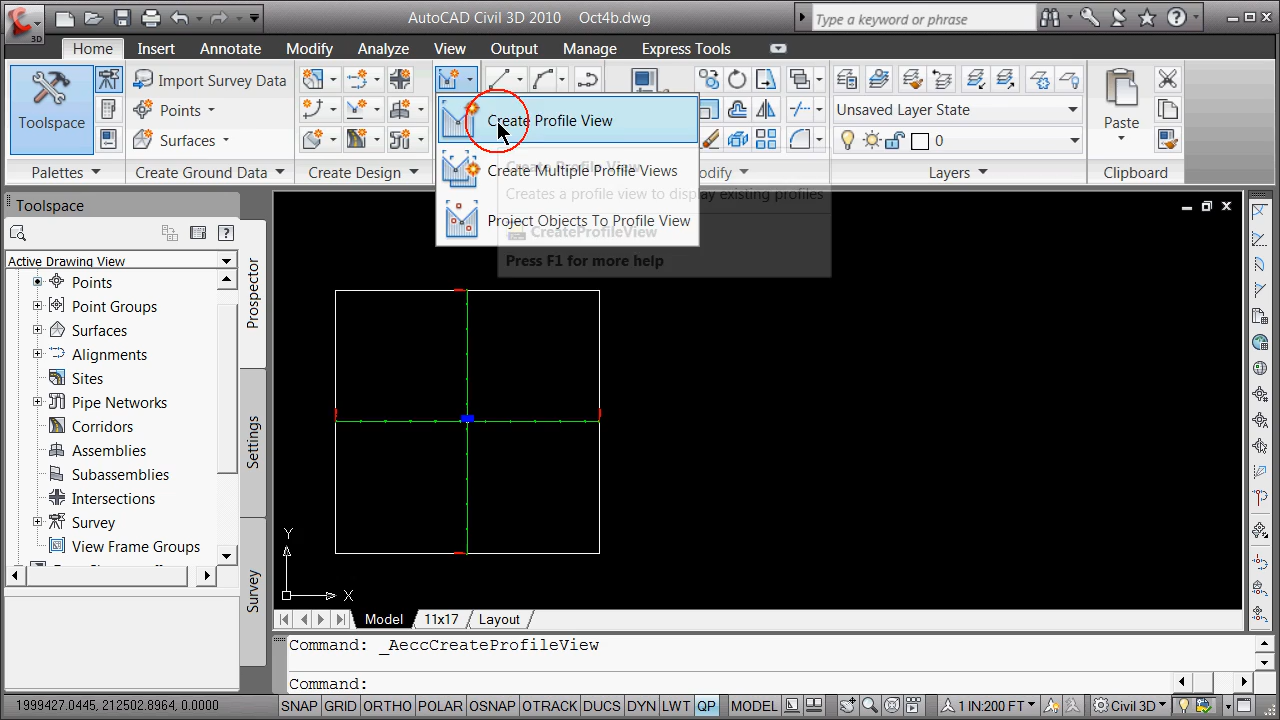 AutoCAD Civil 3D 2010 Oct4b.dwg
Type a keyword or phrase
3D
Home Insert Annotate Modify Analyze View Output Manage Express Tools
Toolspace
Import Survey Data
Points
Surfaces
Palettes
Create Ground Data
Create Design
Create Profile View
Create Multiple Profile Views
Project Objects To Profile View
Create Profile View
Creates a profile view to display existing profiles
CreateProfileView
Press F1 for more help
Modify
Unsaved Layer State
0
Layers
Paste
Clipboard
Toolspace
Active Drawing View
Points
Point Groups
Surfaces
Alignments
Sites
Pipe Networks
Corridors
Assemblies
Subassemblies
Intersections
Survey
View Frame Groups
Prospector
Settings
Survey
Y
X
Model 11x17 Layout
Command: _AeccCreateProfileView
Command:
1999427.0445, 212502.8964, 0.0000
SNAP GRID ORTHO POLAR OSNAP OTRACK DUCS DYN LWT QP
MODEL
1 IN:200 FT
Civil 3D